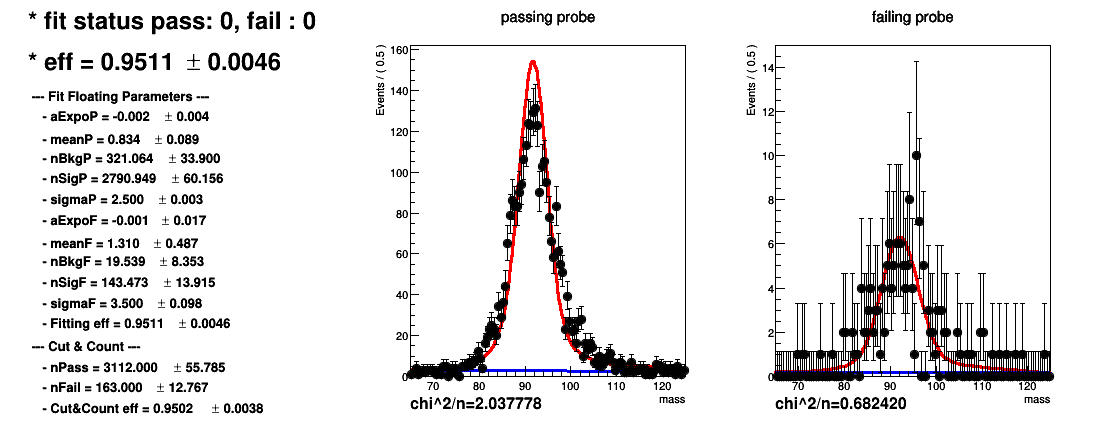 * fit status pass: 0, fail : 0
* eff = 0.9511 ± 0.0046
--- Fit Floating Parameters ---
- aExpoP = -0.002 ± 0.004
- meanP = 0.834 ± 0.089
- nBkgP = 321.064 ± 33.900
- nSigP = 2790.949 ± 60.156
- sigmaP = 2.500 ± 0.003
- aExpoF = -0.001 ± 0.017
- meanF = 1.310 ± 0.487
- nBkgF = 19.539 ± 8.353
- nSigF = 143.473 ± 13.915
- sigmaF = 3.500 ± 0.098
- Fitting eff = 0.9511 ± 0.0046
--- Cut & Count ---
- nPass = 3112.000 ± 55.785
- nFail = 163.000 ± 12.767
- Cut&Count eff = 0.9502 ± 0.0038
passing probe
Events / ( 0.5 )
160
140
120
100
80
60
40
20
0
70 80 90 100 110 120
mass
chi^2/n=2.037778
failing probe
Events / ( 0.5 )
14
12
10
8
6
4
2
0
70 80 90 100 110 120
mass
chi^2/n=0.682420